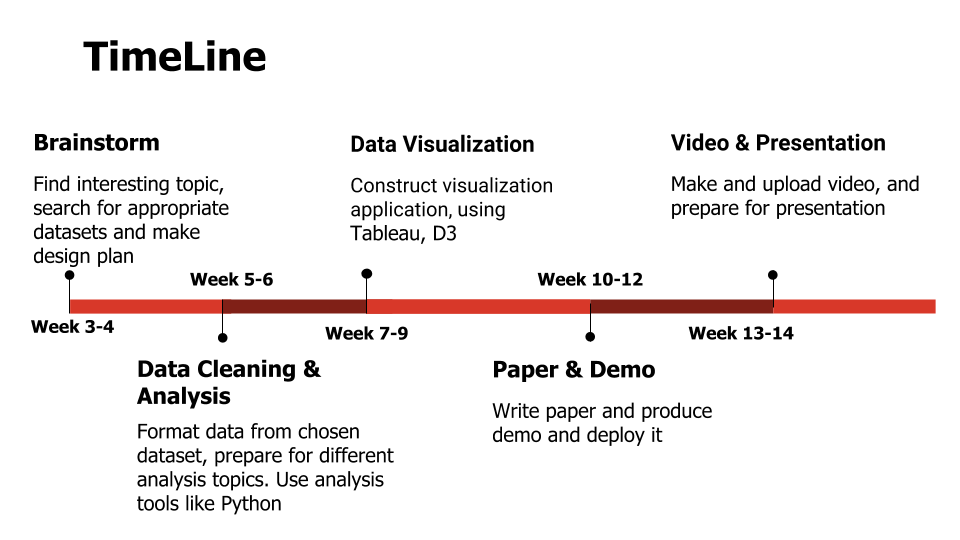 TimeLine
Brainstorm
Find interesting topic,
search for appropriate
datasets and make
design plan
Week 3-4
Week 5-6
Data Cleaning &
Analysis
Format data from chosen
dataset, prepare for different
analysis topics. Use analysis
tools like Python
Data Visualization
Construct visualization
application, using
Tableau, D3
Week 7-9
Week 10-12
Paper & Demo
Write paper and produce
demo and deploy it
Video & Presentation
Make and upload video, and
prepare for presentation
Week 13-14